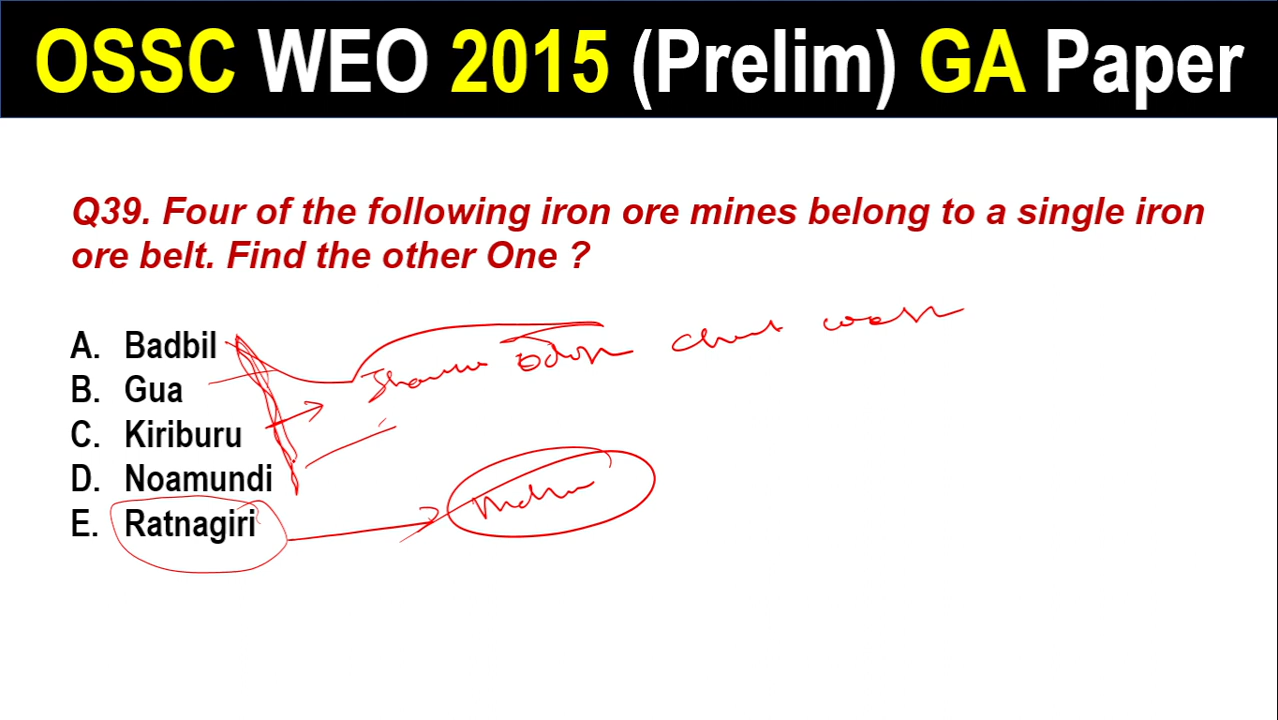 OSSC WEO 2015 (Prelim) GA Paper
Q39. Four of the following iron ore mines belong to a single iron
ore belt. Find the other One ?
A. Badbil
B. Gua
C. Kiriburu
D. Noamundi
E. Ratnagiri